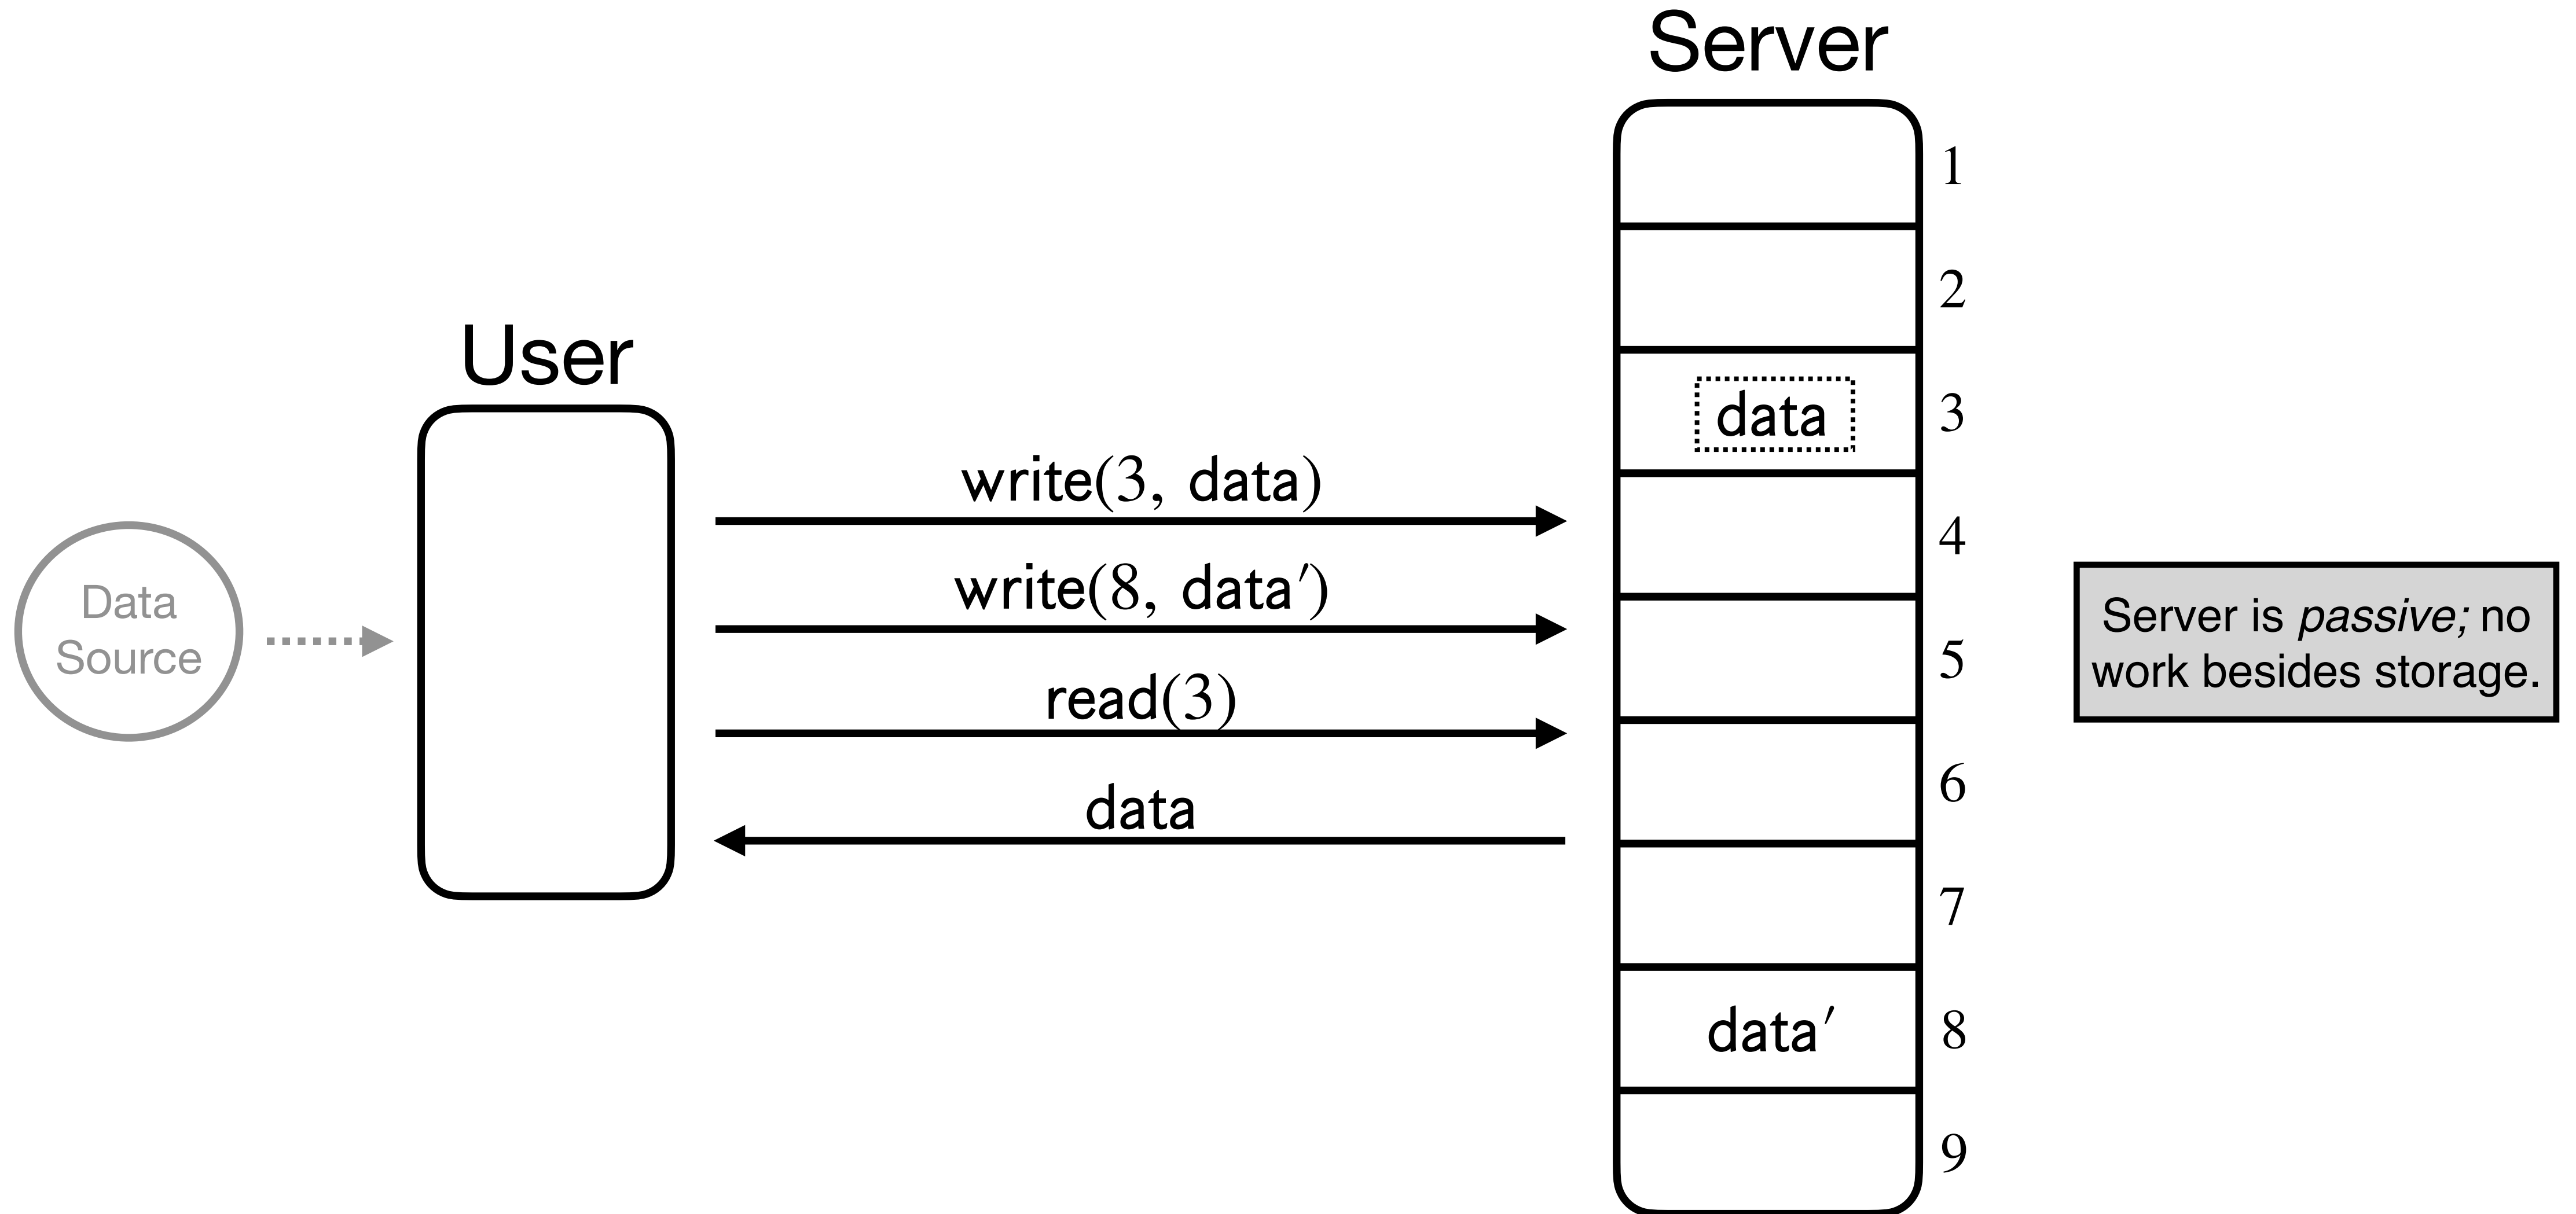 Server
User
Data
Source
write(3, data)
write(8, data′)
read(3)
data
1
2
data 3
4
5
6
7
data′ 8
9
Server is passive; no
work besides storage.